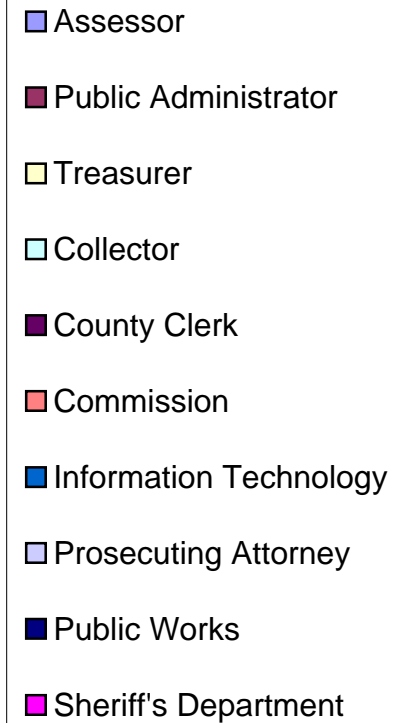 Assessor
Public Administrator
Treasurer
Collector
County Clerk
Commission
Information Technology
Prosecuting Attorney
Public Works
Sheriff's Department